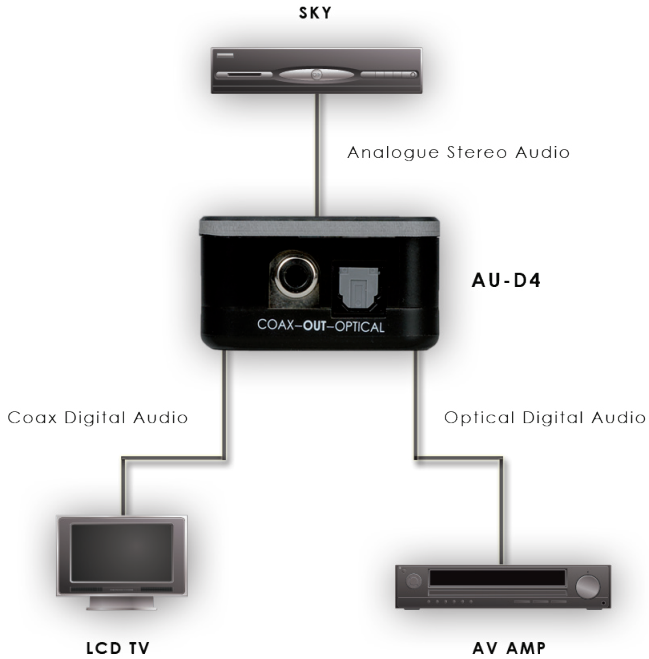 SKY
Analogue Stereo Audio
AU-D4
COAX–OUT–OPTICAL
Coax Digital Audio
Optical Digital Audio
LCD TV
AV AMP